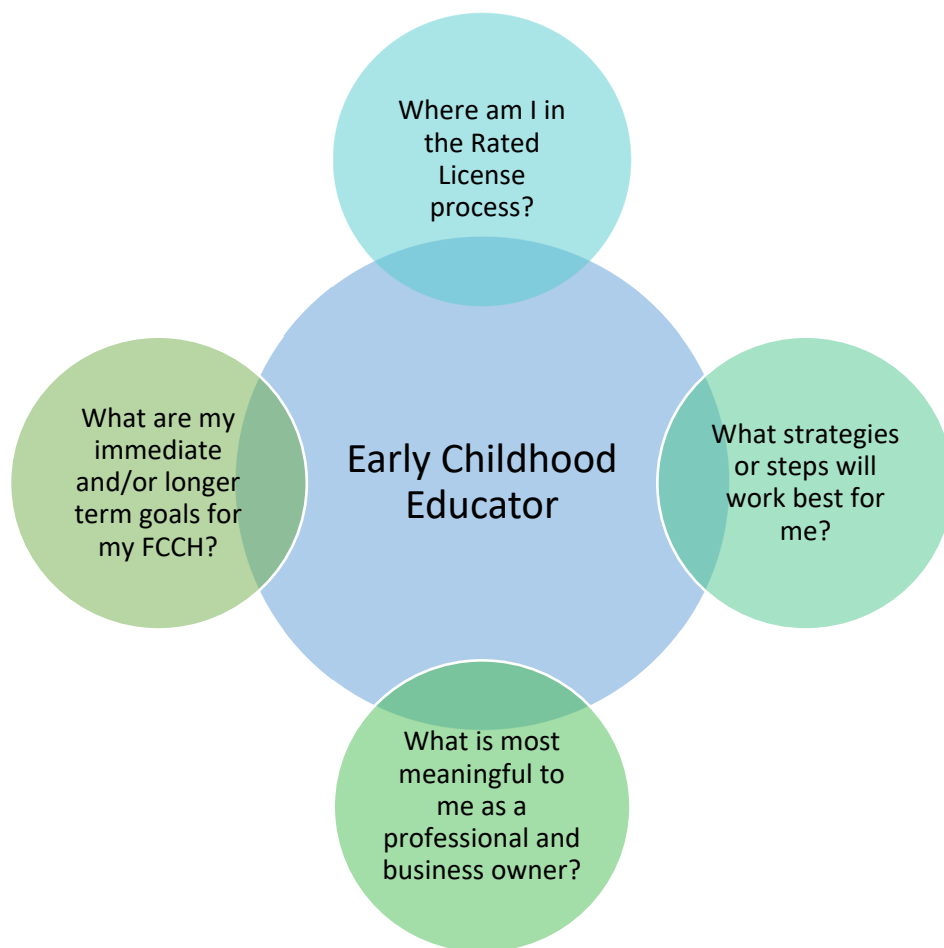 Where am I in
the Rated
License
process?
What are my
immediate
and/or longer
term goals for
my FCCH?
Early Childhood
Educator
What strategies
or steps will
work best for
me?
What is most
meaningful to
me as a
professional and
business owner?